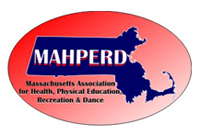 MAHPERD
Massachusetts Association
for Health, Physical Education,
Recreation & Dance